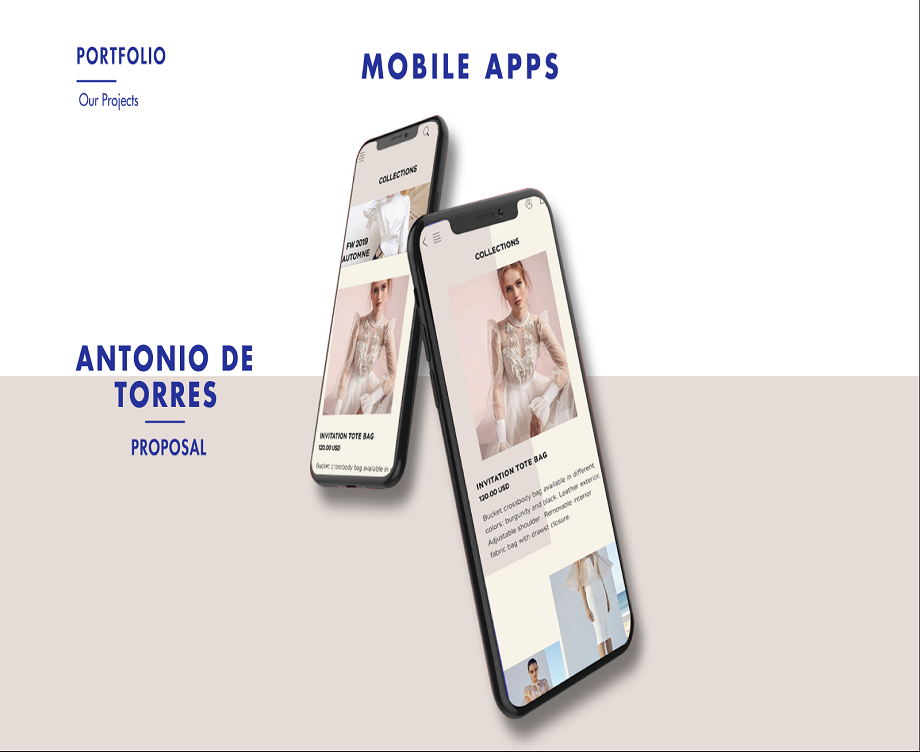 PORTFOLIO
Our Projects
MOBILE APPS
ANTONIO DE
TORRES
PROPOSAL
COLLECTIONS
FW 2019
AUTOMNE
INVITATION TOTE BAG
120.00 USD
Bucket crossbody bag available in
COLLECTIONS
INVITATION TOTE BAG
120.00 USD
Bucket crossbody bag available in different
colors: burgundy and black. Leather exterior.
Adjustable shoulder . Removable interior
fabric bag with drawst closure.